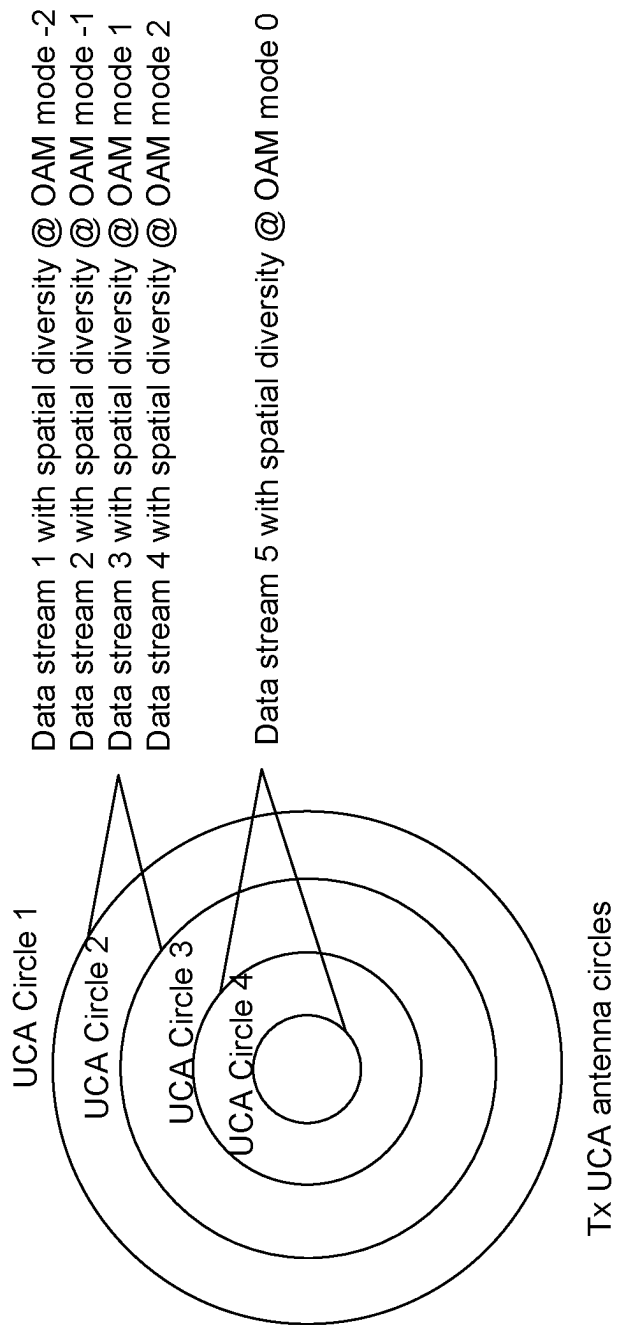 UCA Circle 1
UCA Circle 2
UCA Circle 3
UCA Circle 4
Data stream 1 with spatial diversity @ OAM mode -2
Data stream 2 with spatial diversity @ OAM mode -1
Data stream 3 with spatial diversity @ OAM mode 1
Data stream 4 with spatial diversity @ OAM mode 2
Data stream 5 with spatial diversity @ OAM mode 0
Tx UCA antenna circles